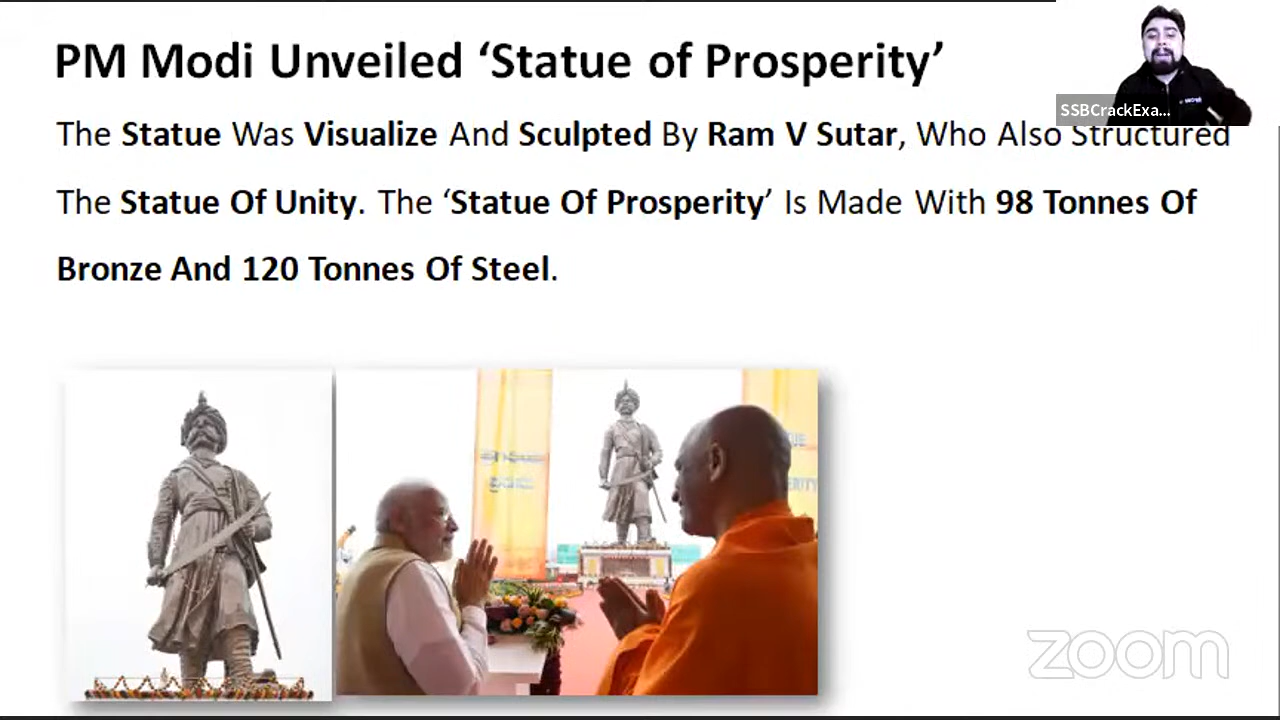 PM Modi Unveiled ‘Statue of Prosperity’
SSBCrackExa...
The Statue Was Visualize And Sculpted By Ram V Sutar, Who Also Structured
The Statue Of Unity. The ‘Statue Of Prosperity’ Is Made With 98 Tonnes Of
Bronze And 120 Tonnes Of Steel.
zoom